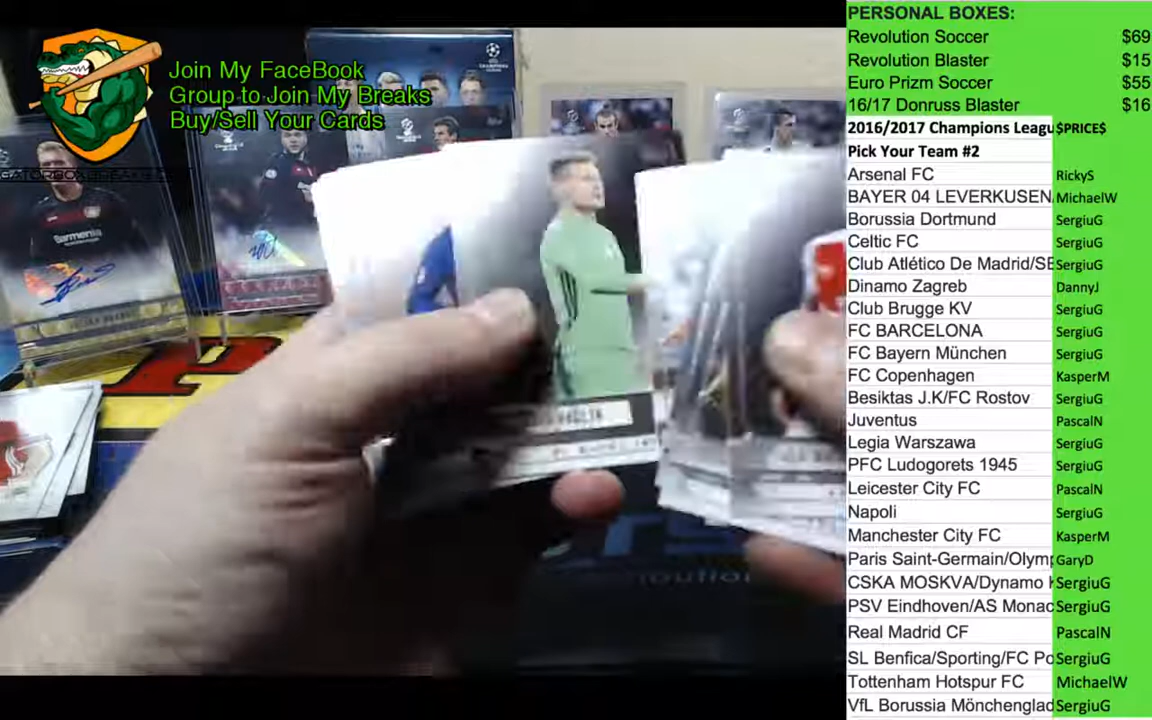 Join My FaceBook
Group to Join My Breaks
Buy/Sell Your Cards
PERSONAL BOXES:
Revolution Soccer $69
Revolution Blaster $15
Euro Prizm Soccer $55
16/17 Donruss Blaster $16
2016/2017 Champions Leagu $PRICE$
Pick Your Team #2
Arsenal FC RickyS
BAYER 04 LEVERKUSEN MichaelW
Borussia Dortmund SergiuG
Celtic FC SergiuG
Club Atlético De Madrid/SE SergiuG
Dinamo Zagreb DannyJ
Club Brugge KV SergiuG
FC BARCELONA SergiuG
FC Bayern München SergiuG
FC Copenhagen KasperM
Besiktas J.K/FC Rostov SergiuG
Juventus PascalN
Legia Warszawa SergiuG
PFC Ludogorets 1945 SergiuG
Leicester City FC PascalN
Napoli SergiuG
Manchester City FC KasperM
Paris Saint-Germain/Olymp GaryD
CSKA MOSKVA/Dynamo K SergiuG
PSV Eindhoven/AS Monac SergiuG
Real Madrid CF PascalN
SL Benfica/Sporting/FC Po SergiuG
Tottenham Hotspur FC MichaelW
VfL Borussia Mönchenglad SergiuG